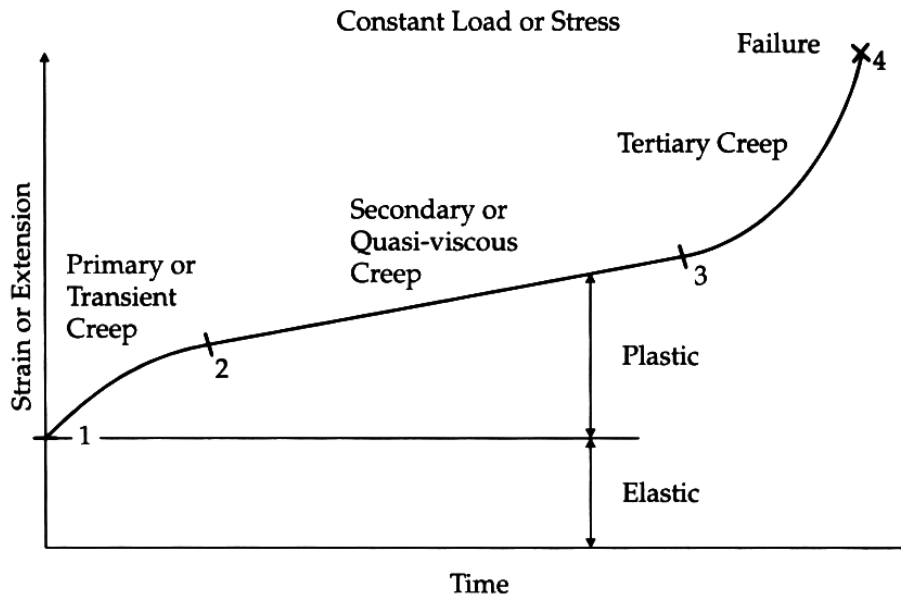 Constant Load or Stress
Failure
4
Tertiary Creep
Secondary or
Quasi-viscous
Creep
Primary or
Transient
Creep
3
2
Plastic
1
Elastic
Strain or Extension
Time